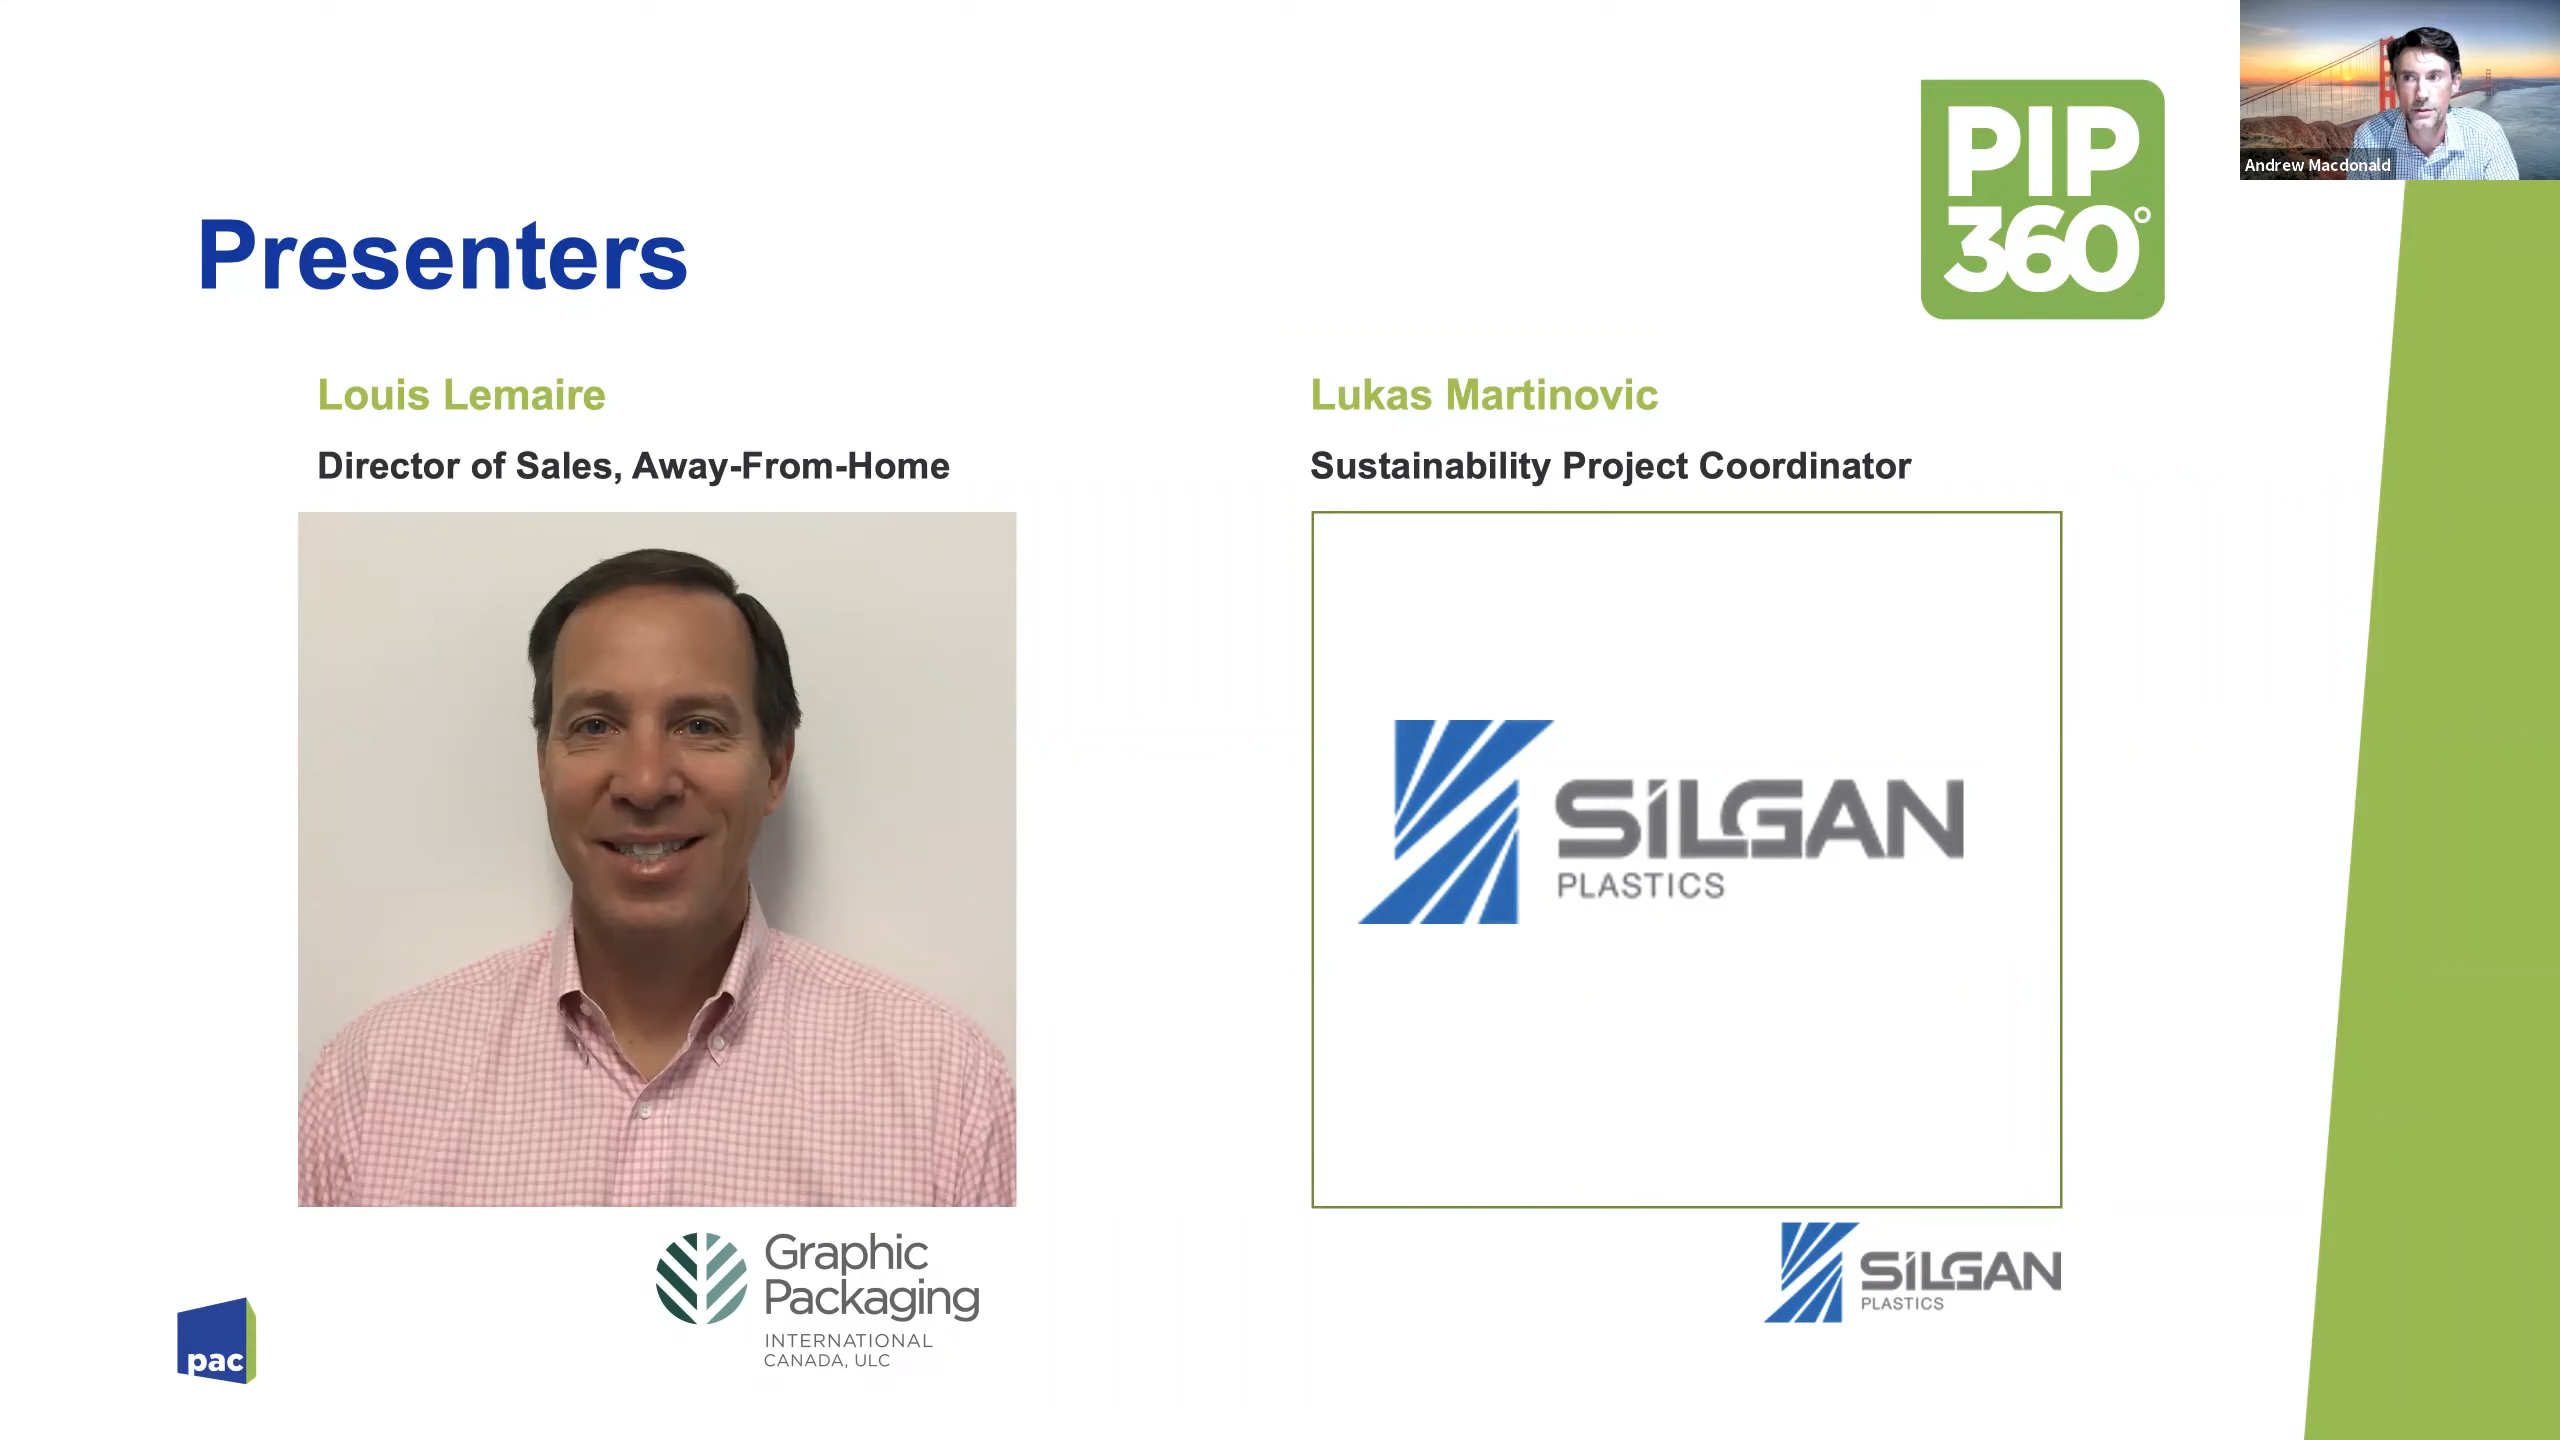 Andrew Macdonald
PIP
360°
Presenters
Louis Lemaire
Director of Sales, Away-From-Home
Lukas Martinovic
Sustainability Project Coordinator
SILGAN
PLASTICS
Graphic
Packaging
INTERNATIONAL
CANADA, ULC
SILGAN
PLASTICS
pac